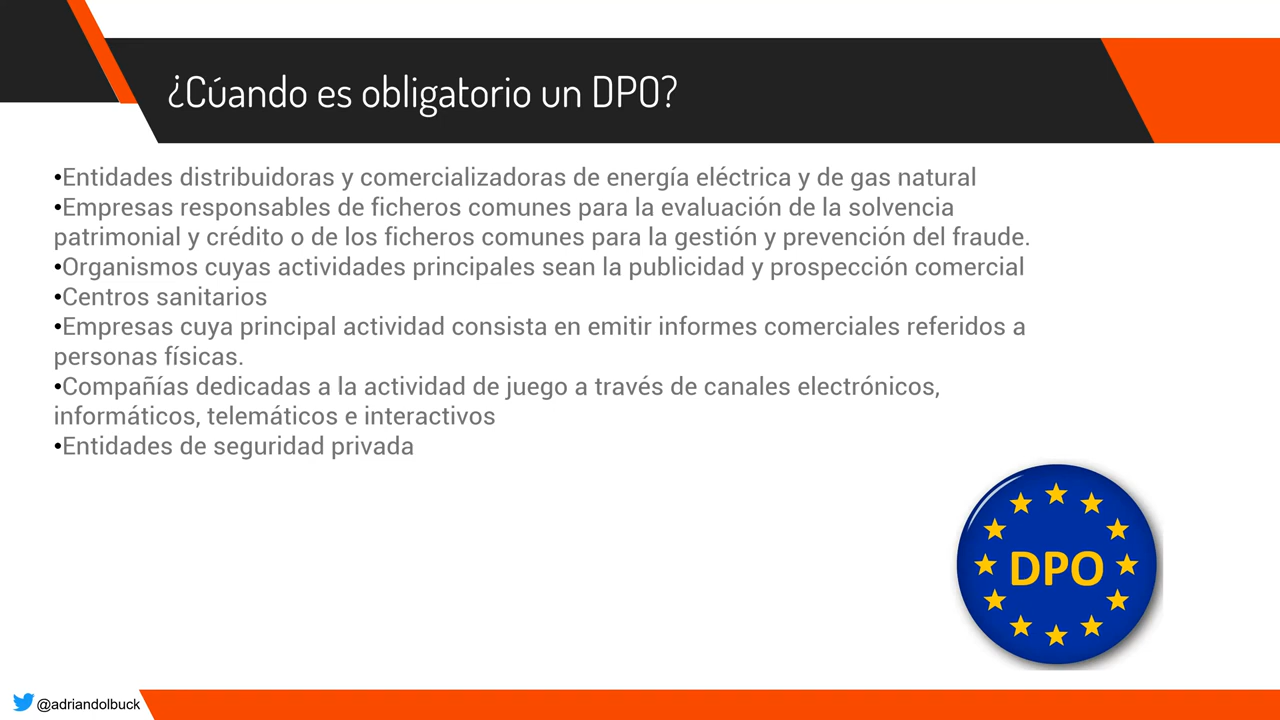 ¿Cúando es obligatorio un DPO?
•Entidades distribuidoras y comercializadoras de energía eléctrica y de gas natural
•Empresas responsables de ficheros comunes para la evaluación de la solvencia
patrimonial y crédito o de los ficheros comunes para la gestión y prevención del fraude.
•Organismos cuyas actividades principales sean la publicidad y prospección comercial
•Centros sanitarios
•Empresas cuya principal actividad consista en emitir informes comerciales referidos a
personas físicas.
•Compañías dedicadas a la actividad de juego a través de canales electrónicos,
informáticos, telemáticos e interactivos
•Entidades de seguridad privada
DPO
@adriandolbuck